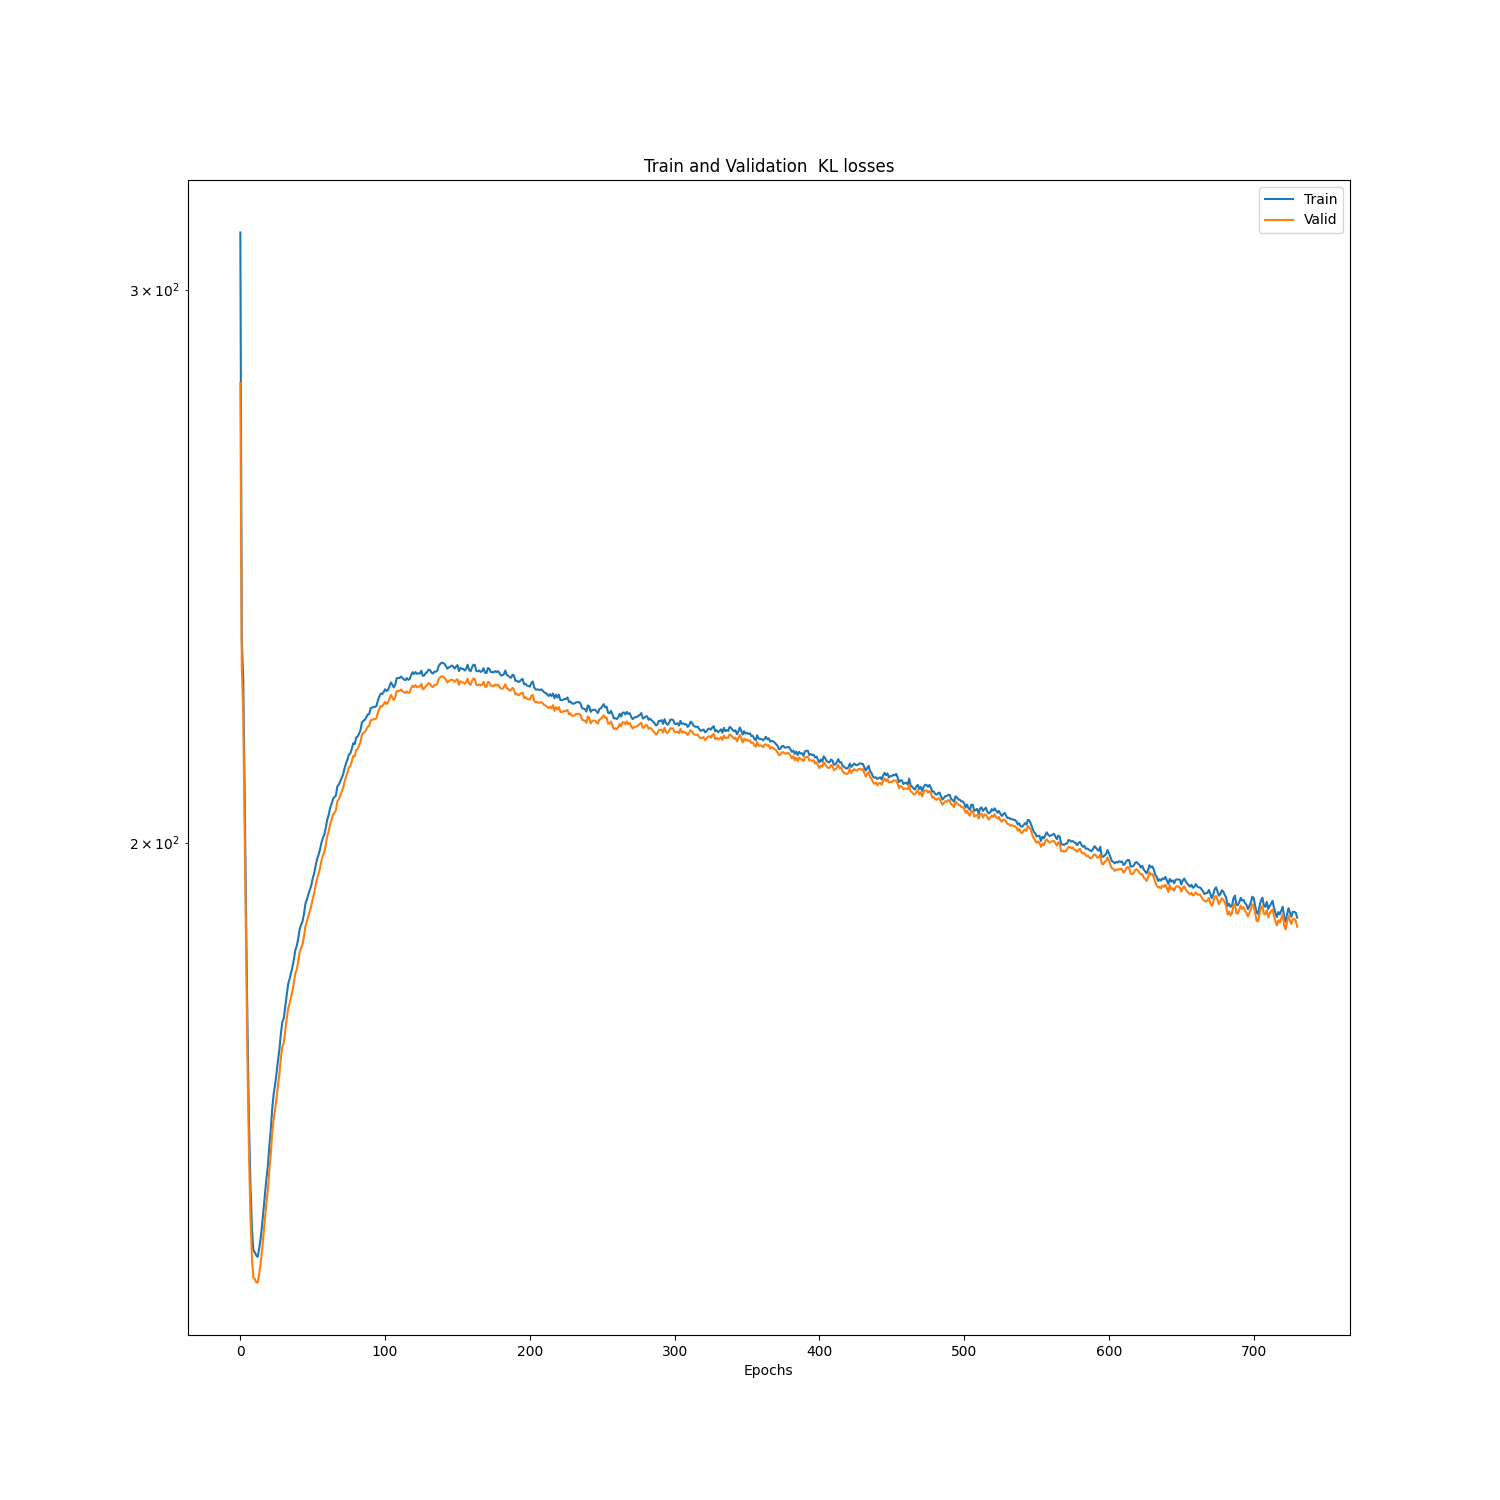 Train and Validation  KL losses
Train
Valid
3 × 10²
2 × 10²
0 100 200 300 400 500 600 700
Epochs